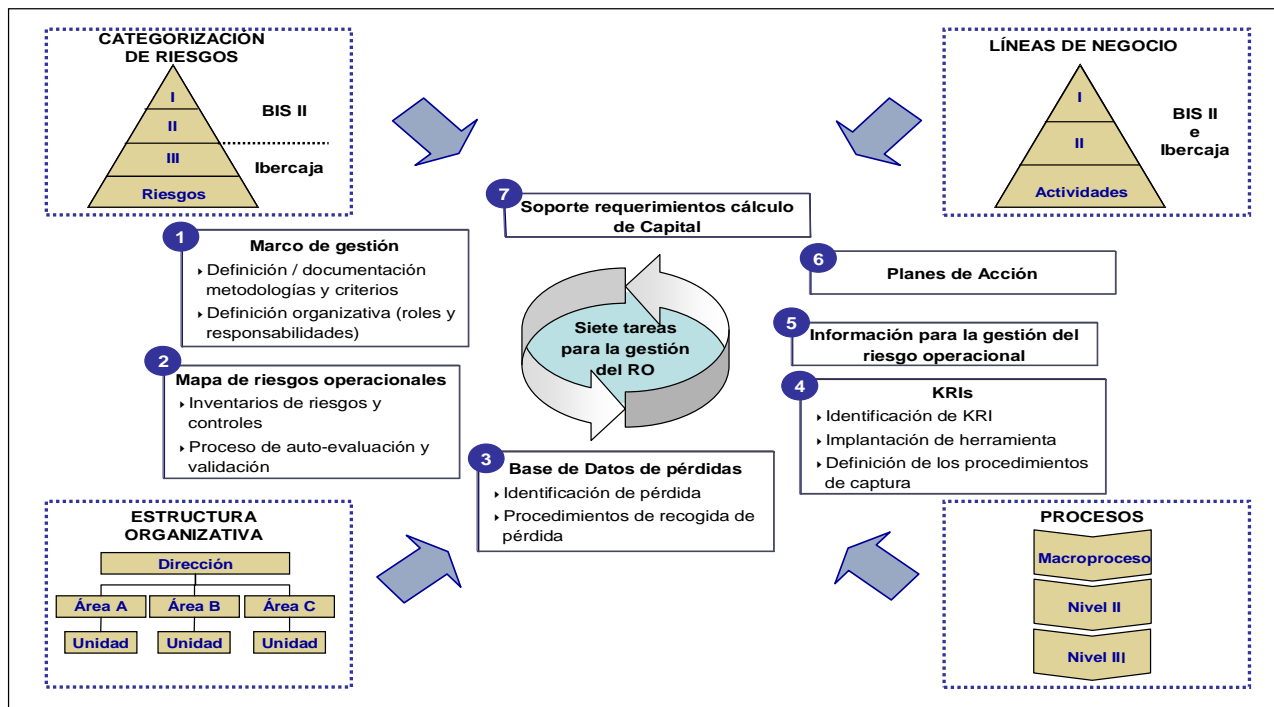 CATEGORIZACIÓN
DE RIESGOS
I
II
III
Riesgos
BIS II
Ibercaja
LÍNEAS DE NEGOCIO
I
II
Actividades
BIS II
e
Ibercaja
7
Soporte requerimientos cálculo
de Capital
1
Marco de gestión
Definición / documentación
metodologías y criterios
Definición organizativa (roles y
responsabilidades)
6
Planes de Acción
Siete tareas
para la gestión
del RO
5
Información para la gestión del
riesgo operacional
2
Mapa de riesgos operacionales
Inventarios de riesgos y
controles
Proceso de auto-evaluación y
validación
4
KRIs
Identificación de KRI
Implantación de herramienta
Definición de los procedimientos
de captura
3
Base de Datos de pérdidas
Identificación de pérdida
Procedimientos de recogida de
pérdida
ESTRUCTURA
ORGANIZATIVA
Dirección
Área A Área B Área C
Unidad Unidad Unidad
PROCESOS
Macroproceso
Nivel II
Nivel III